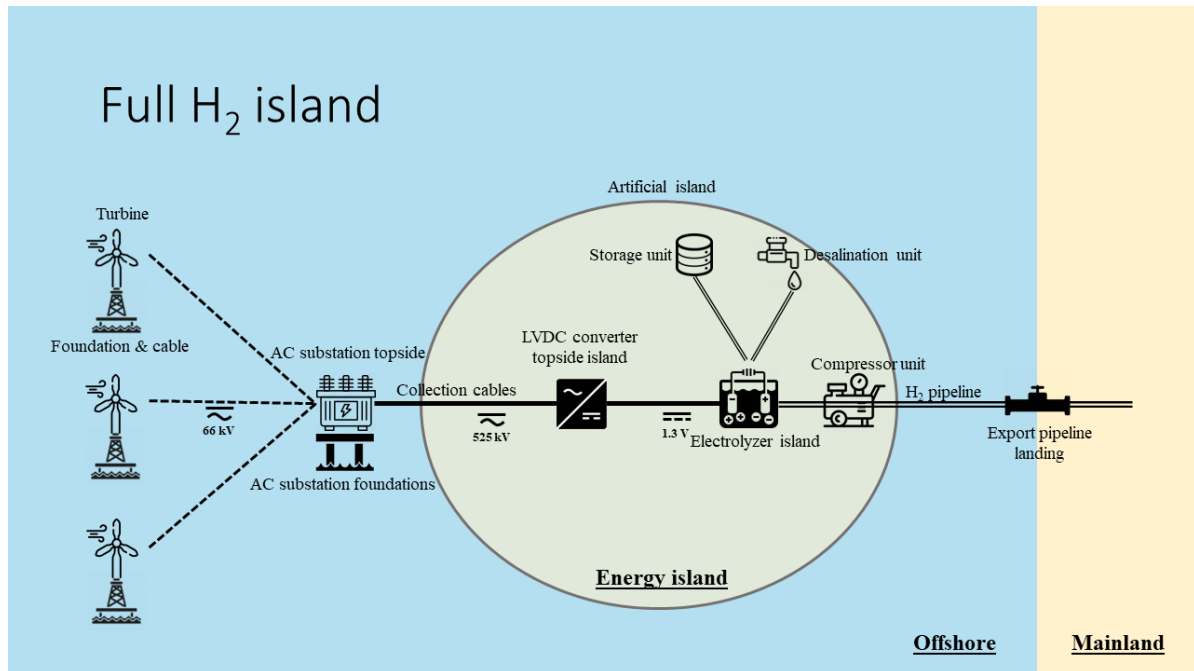 Full H₂ island
Artificial island
Turbine
Storage unit
Desalination unit
Foundation & cable
AC substation topside
LVDC converter
topside island
Compressor unit
Collection cables
H₂ pipeline
66 kV
525 kV
1.3 V
Electrolyzer island
Export pipeline
landing
AC substation foundations
Energy island
Offshore
Mainland